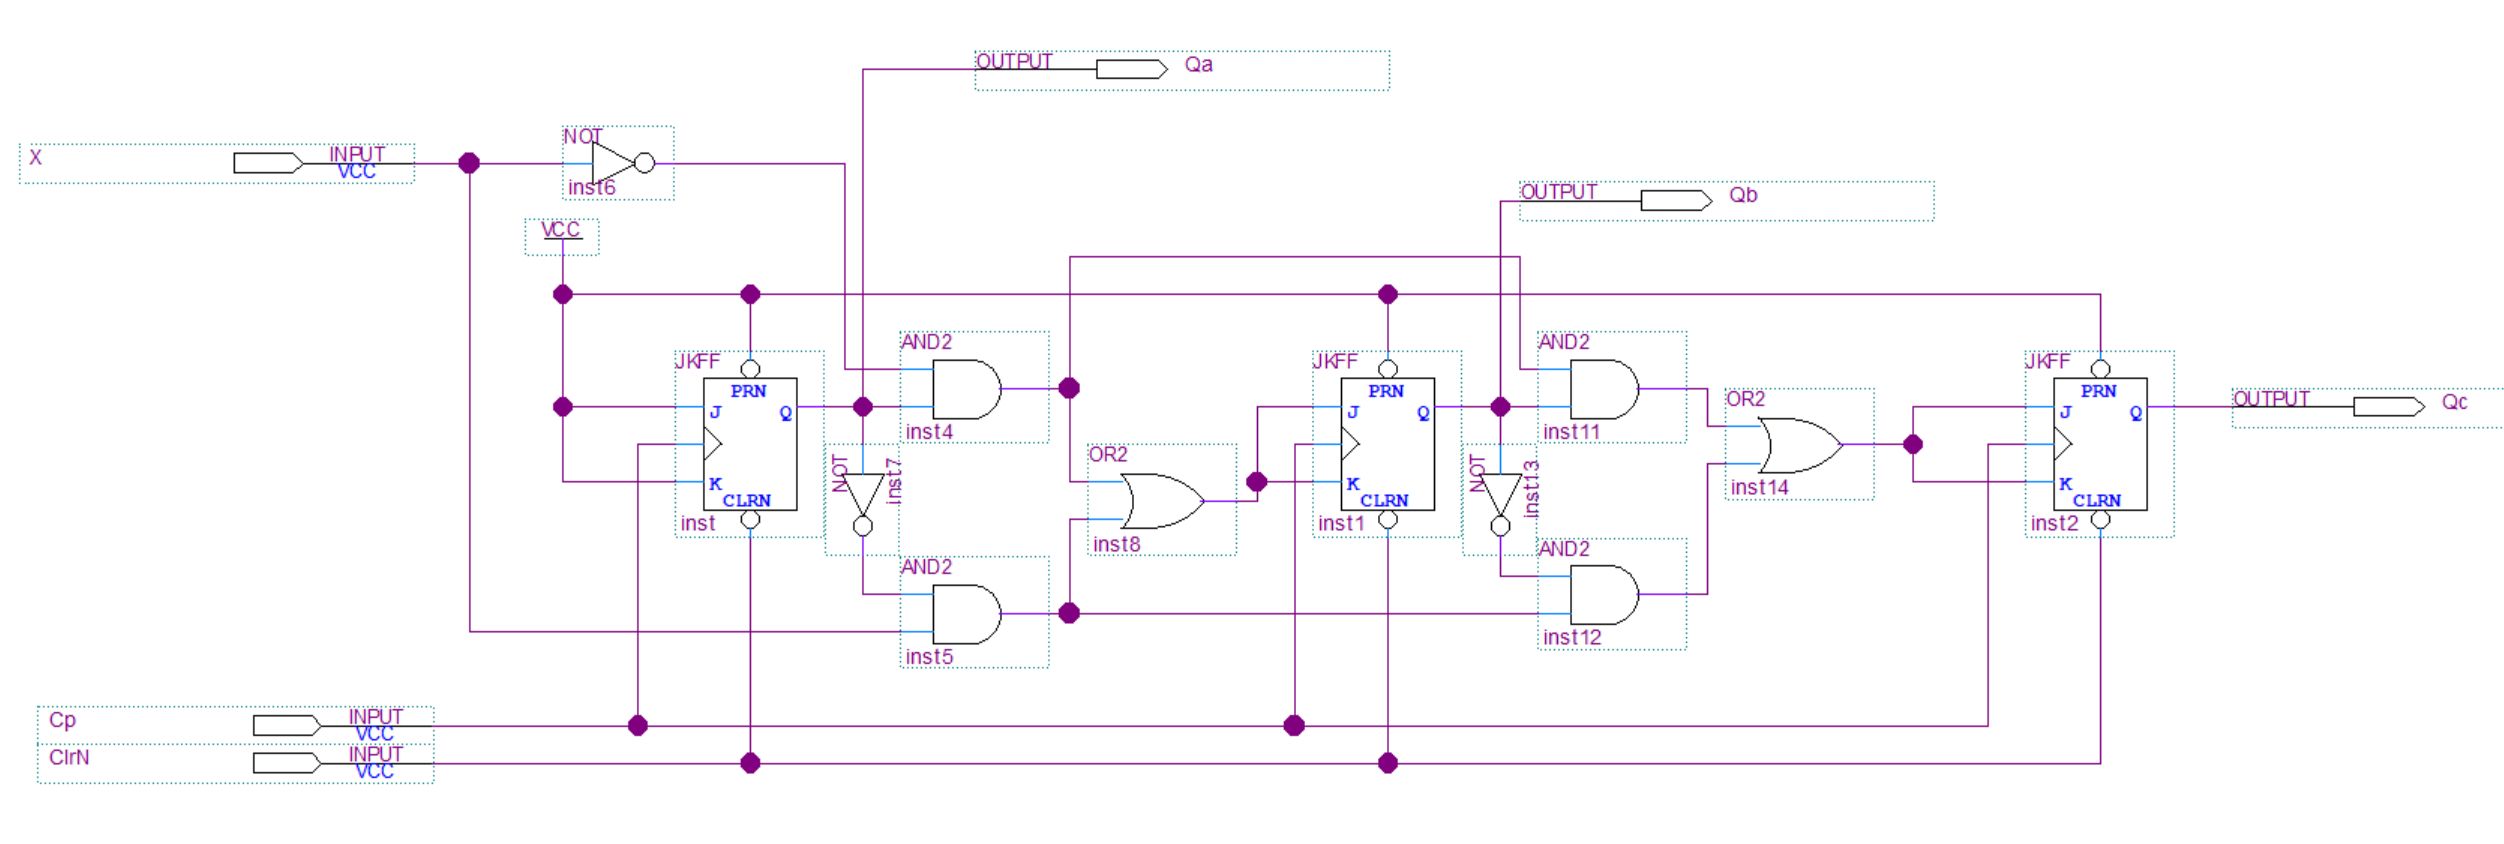 OUTPUT Qa
X INPUT
VCC
NOT
inst6
OUTPUT Qb
VCC
JKFF
PRN
J Q
K
CLRN
inst
AND2
inst4
NOT
inst7
AND2
inst5
OR2
inst8
JKFF
PRN
J Q
K
CLRN
inst1
AND2
inst11
NOT
inst13
AND2
inst12
OR2
inst14
JKFF
PRN
J Q
K
CLRN
inst2
OUTPUT Qc
Cp INPUT
VCC
ClrN INPUT
VCC